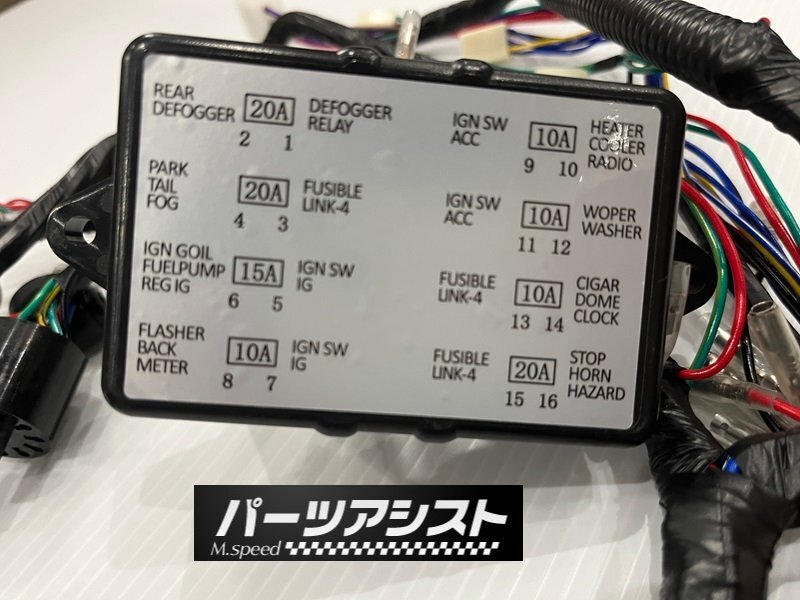 REAR
DEFOGGER 20A DEFOGGER
RELAY
2 1
PARK
TAIL 20A FUSIBLE
FOG LINK-4
4 3
IGN GOIL
FUELPUMP 15A IGN SW
REG IG IG
6 5
FLASHER
BACK 10A IGN SW
METER IG
8 7
IGN SW 10A HEATER
ACC COOLER
RADIO
9 10
IGN SW 10A WOPER
ACC WASHER
11 12
FUSIBLE 10A CIGAR
LINK-4 DOME
CLOCK
13 14
FUSIBLE 20A STOP
LINK-4 HORN
HAZARD
15 16
パーツアシスト
M.speed